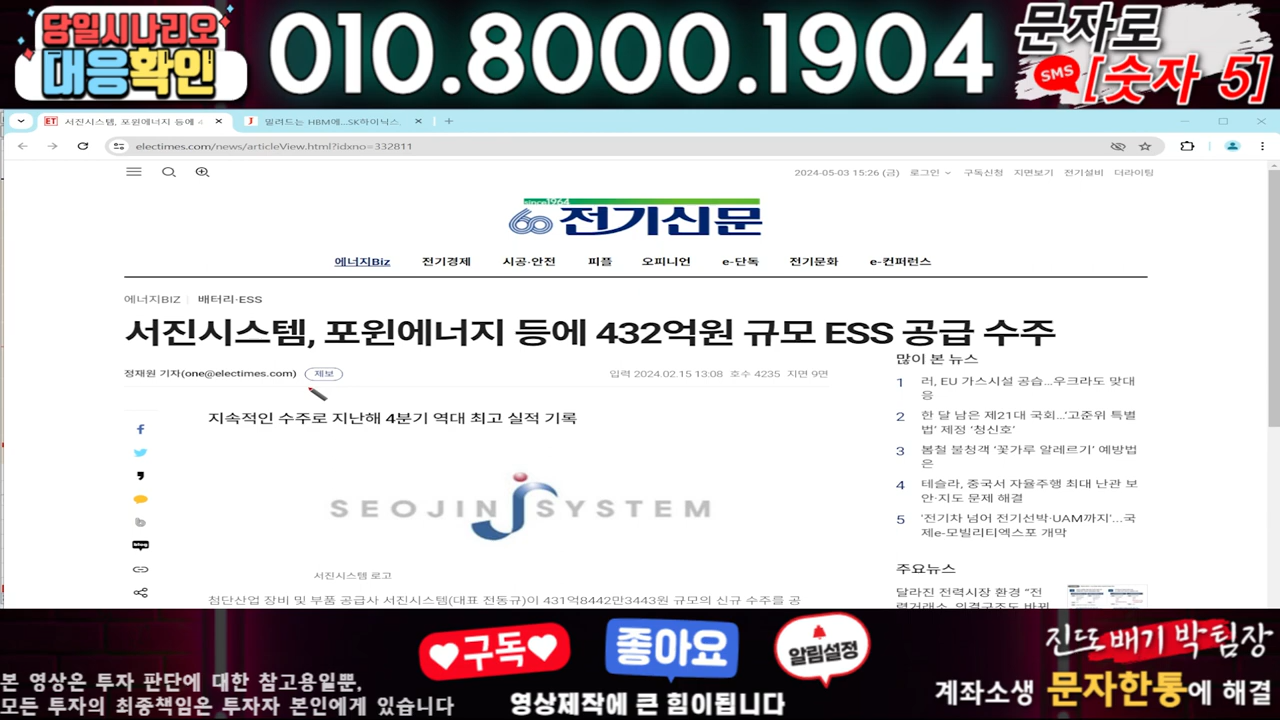 당일시나리오
대응확인
010.8000.1904
문자로
SMS
[숫자 5]
ET 서진시스템, 포윈에너지 등에 4
J 밀려드는 HBM에...SK하이닉스
electimes.com/news/articleView.html?idxno=332811
2024-05-03 15:26 (금) 로그인 구독신청 지면보기 전기설비 더라이팅
since1964
60 전기신문
에너지Biz 전기경제 시공·안전 피플 오피니언 e-단독 전기문화 e-컨퍼런스
에너지BIZ 배터리·ESS
서진시스템, 포윈에너지 등에 432억원 규모 ESS 공급 수주
정재원 기자(one@electimes.com) 제보
입력 2024.02.15 13:08 호수 4235 지면 9면
지속적인 수주로 지난해 4분기 역대 최고 실적 기록
SEOJIN SYSTEM
서진시스템 로고
첨단산업 장비 및 부품 공급사 서진시스템(대표 전동규)이 431억8442만3443원 규모의 신규 수주를 공
blog
많이 본 뉴스
1 러, EU 가스시설 공습...우크라도 맞대
응
2 한 달 남은 제21대 국회...‘고준위 특별
법’ 제정 ‘청신호’
3 봄철 불청객 ‘꽃가루 알레르기’ 예방법
은
4 테슬라, 중국서 자율주행 최대 난관 보
안·지도 문제 해결
5 '전기차 넘어 전기선박·UAM까지'...국
제e-모빌리티엑스포 개막
주요뉴스
달라진 전력시장 환경 “전
구독
좋아요
알림설정
영상제작에 큰 힘이됩니다
본 영상은 투자 판단에 대한 참고용일뿐,
모든 투자의 최종책임은 투자자 본인에게 있습니다
진또배기 박팀장
계좌소생 문자한통에 해결